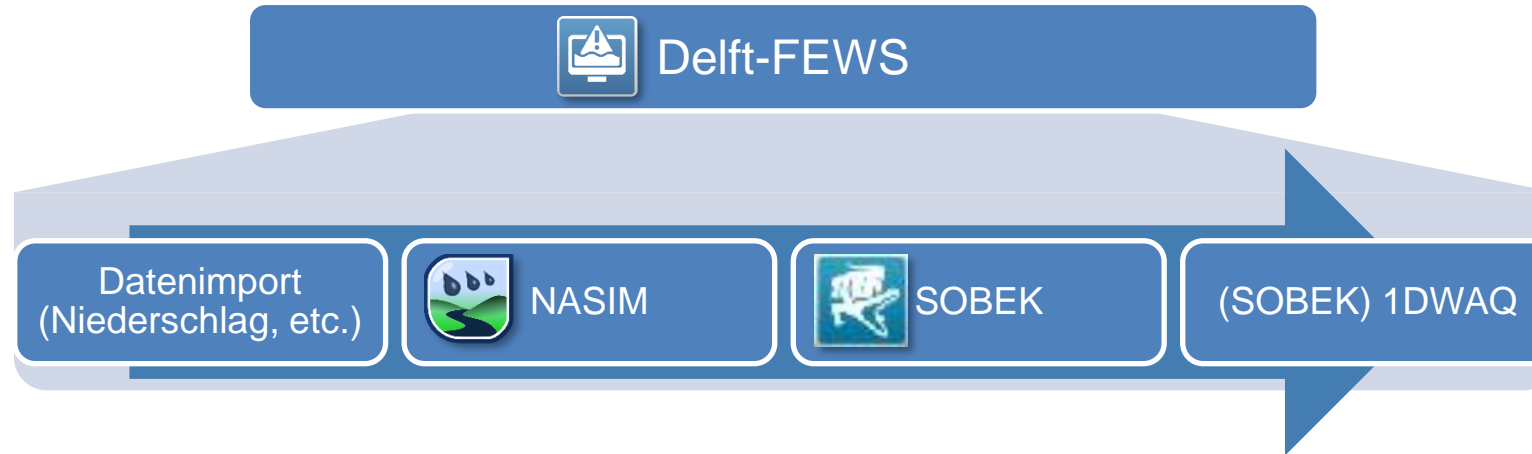 Delft-FEWS
Datenimport
(Niederschlag, etc.)
NASIM
SOBEK
(SOBEK) 1DWAQ